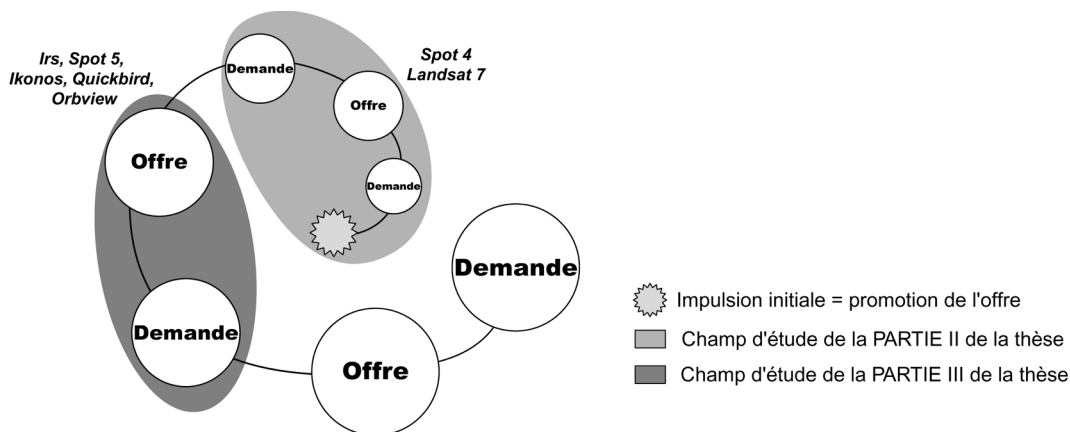 Irs, Spot 5,
Ikonos, Quickbird,
Orbview
Spot 4
Landsat 7
Demande
Offre
Demande
Offre
Demande
Offre
Demande
Impulsion initiale = promotion de l'offre
Champ d'étude de la PARTIE II de la thèse
Champ d'étude de la PARTIE III de la thèse